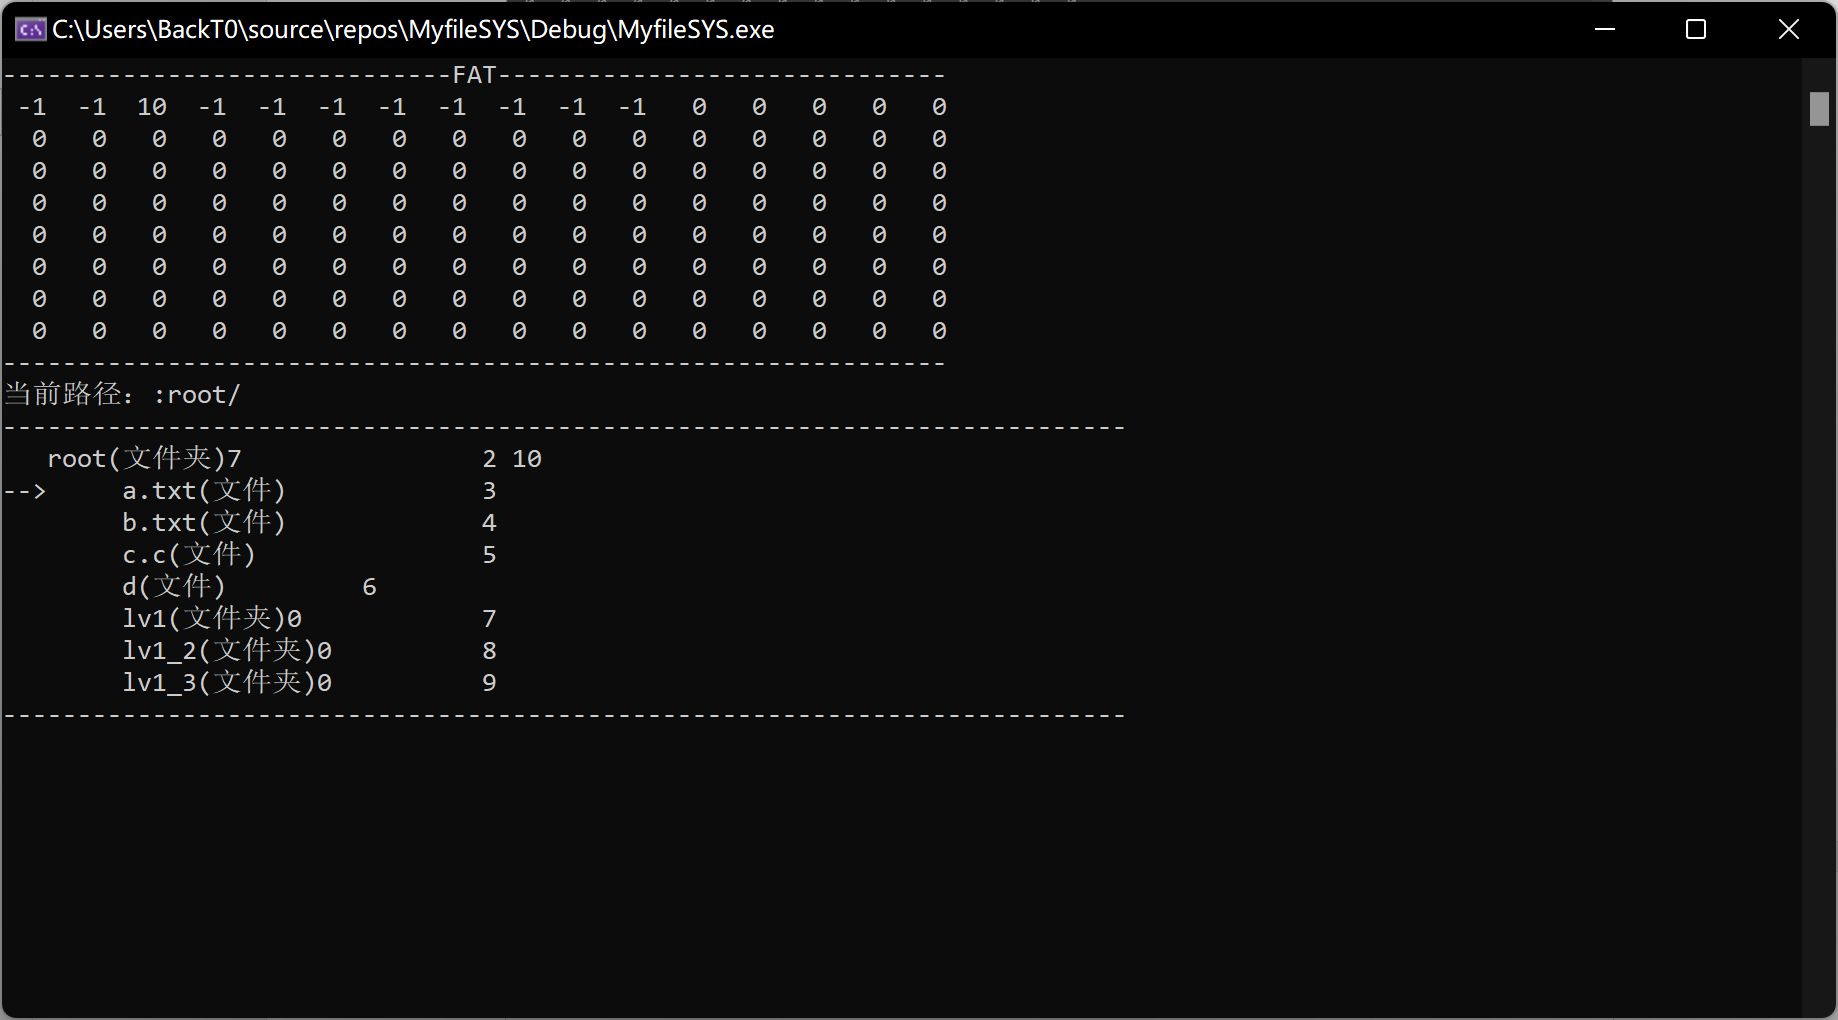 C:\Users\BackT0\source\repos\MyfileSYS\Debug\MyfileSYS.exe
------------------------------FAT------------------------------
 -1  -1  10  -1  -1  -1  -1  -1  -1  -1  -1   0   0   0   0   0
  0   0   0   0   0   0   0   0   0   0   0   0   0   0   0   0
  0   0   0   0   0   0   0   0   0   0   0   0   0   0   0   0
  0   0   0   0   0   0   0   0   0   0   0   0   0   0   0   0
  0   0   0   0   0   0   0   0   0   0   0   0   0   0   0   0
  0   0   0   0   0   0   0   0   0   0   0   0   0   0   0   0
  0   0   0   0   0   0   0   0   0   0   0   0   0   0   0   0
  0   0   0   0   0   0   0   0   0   0   0   0   0   0   0   0
---------------------------------------------------------------
当前路径：:root/
---------------------------------------------------------------------------
   root(文件夹)7                2 10
-->     a.txt(文件)             3
        b.txt(文件)             4
        c.c(文件)               5
        d(文件)         6
        lv1(文件夹)0            7
        lv1_2(文件夹)0          8
        lv1_3(文件夹)0          9
---------------------------------------------------------------------------